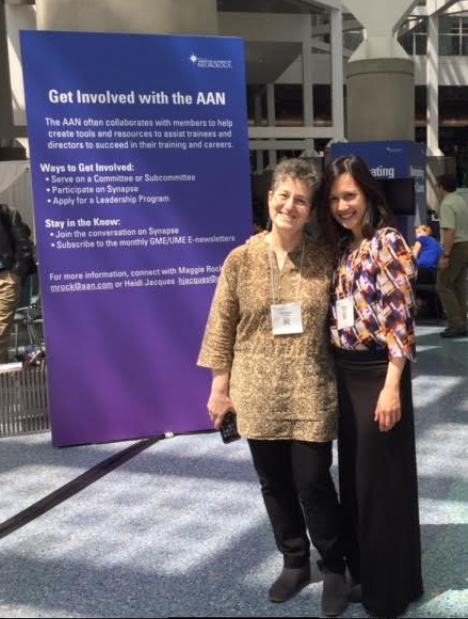 AMERICAN ACADEMY OF
NEUROLOGY
Get Involved with the AAN
The AAN often collaborates with members to help
create tools and resources to assist trainees and
directors to succeed in their training and careers.
Ways to Get Involved:
• Serve on a Committee or Subcommittee
• Participate on Synapse
• Apply for a Leadership Program
Stay in the Know:
• Join the conversation on Synapse
• Subscribe to the monthly GME/UME E-newsletters
For more information, connect with Maggie Rock
mrock@aan.com or Heidi Jacques hjacques@
ating